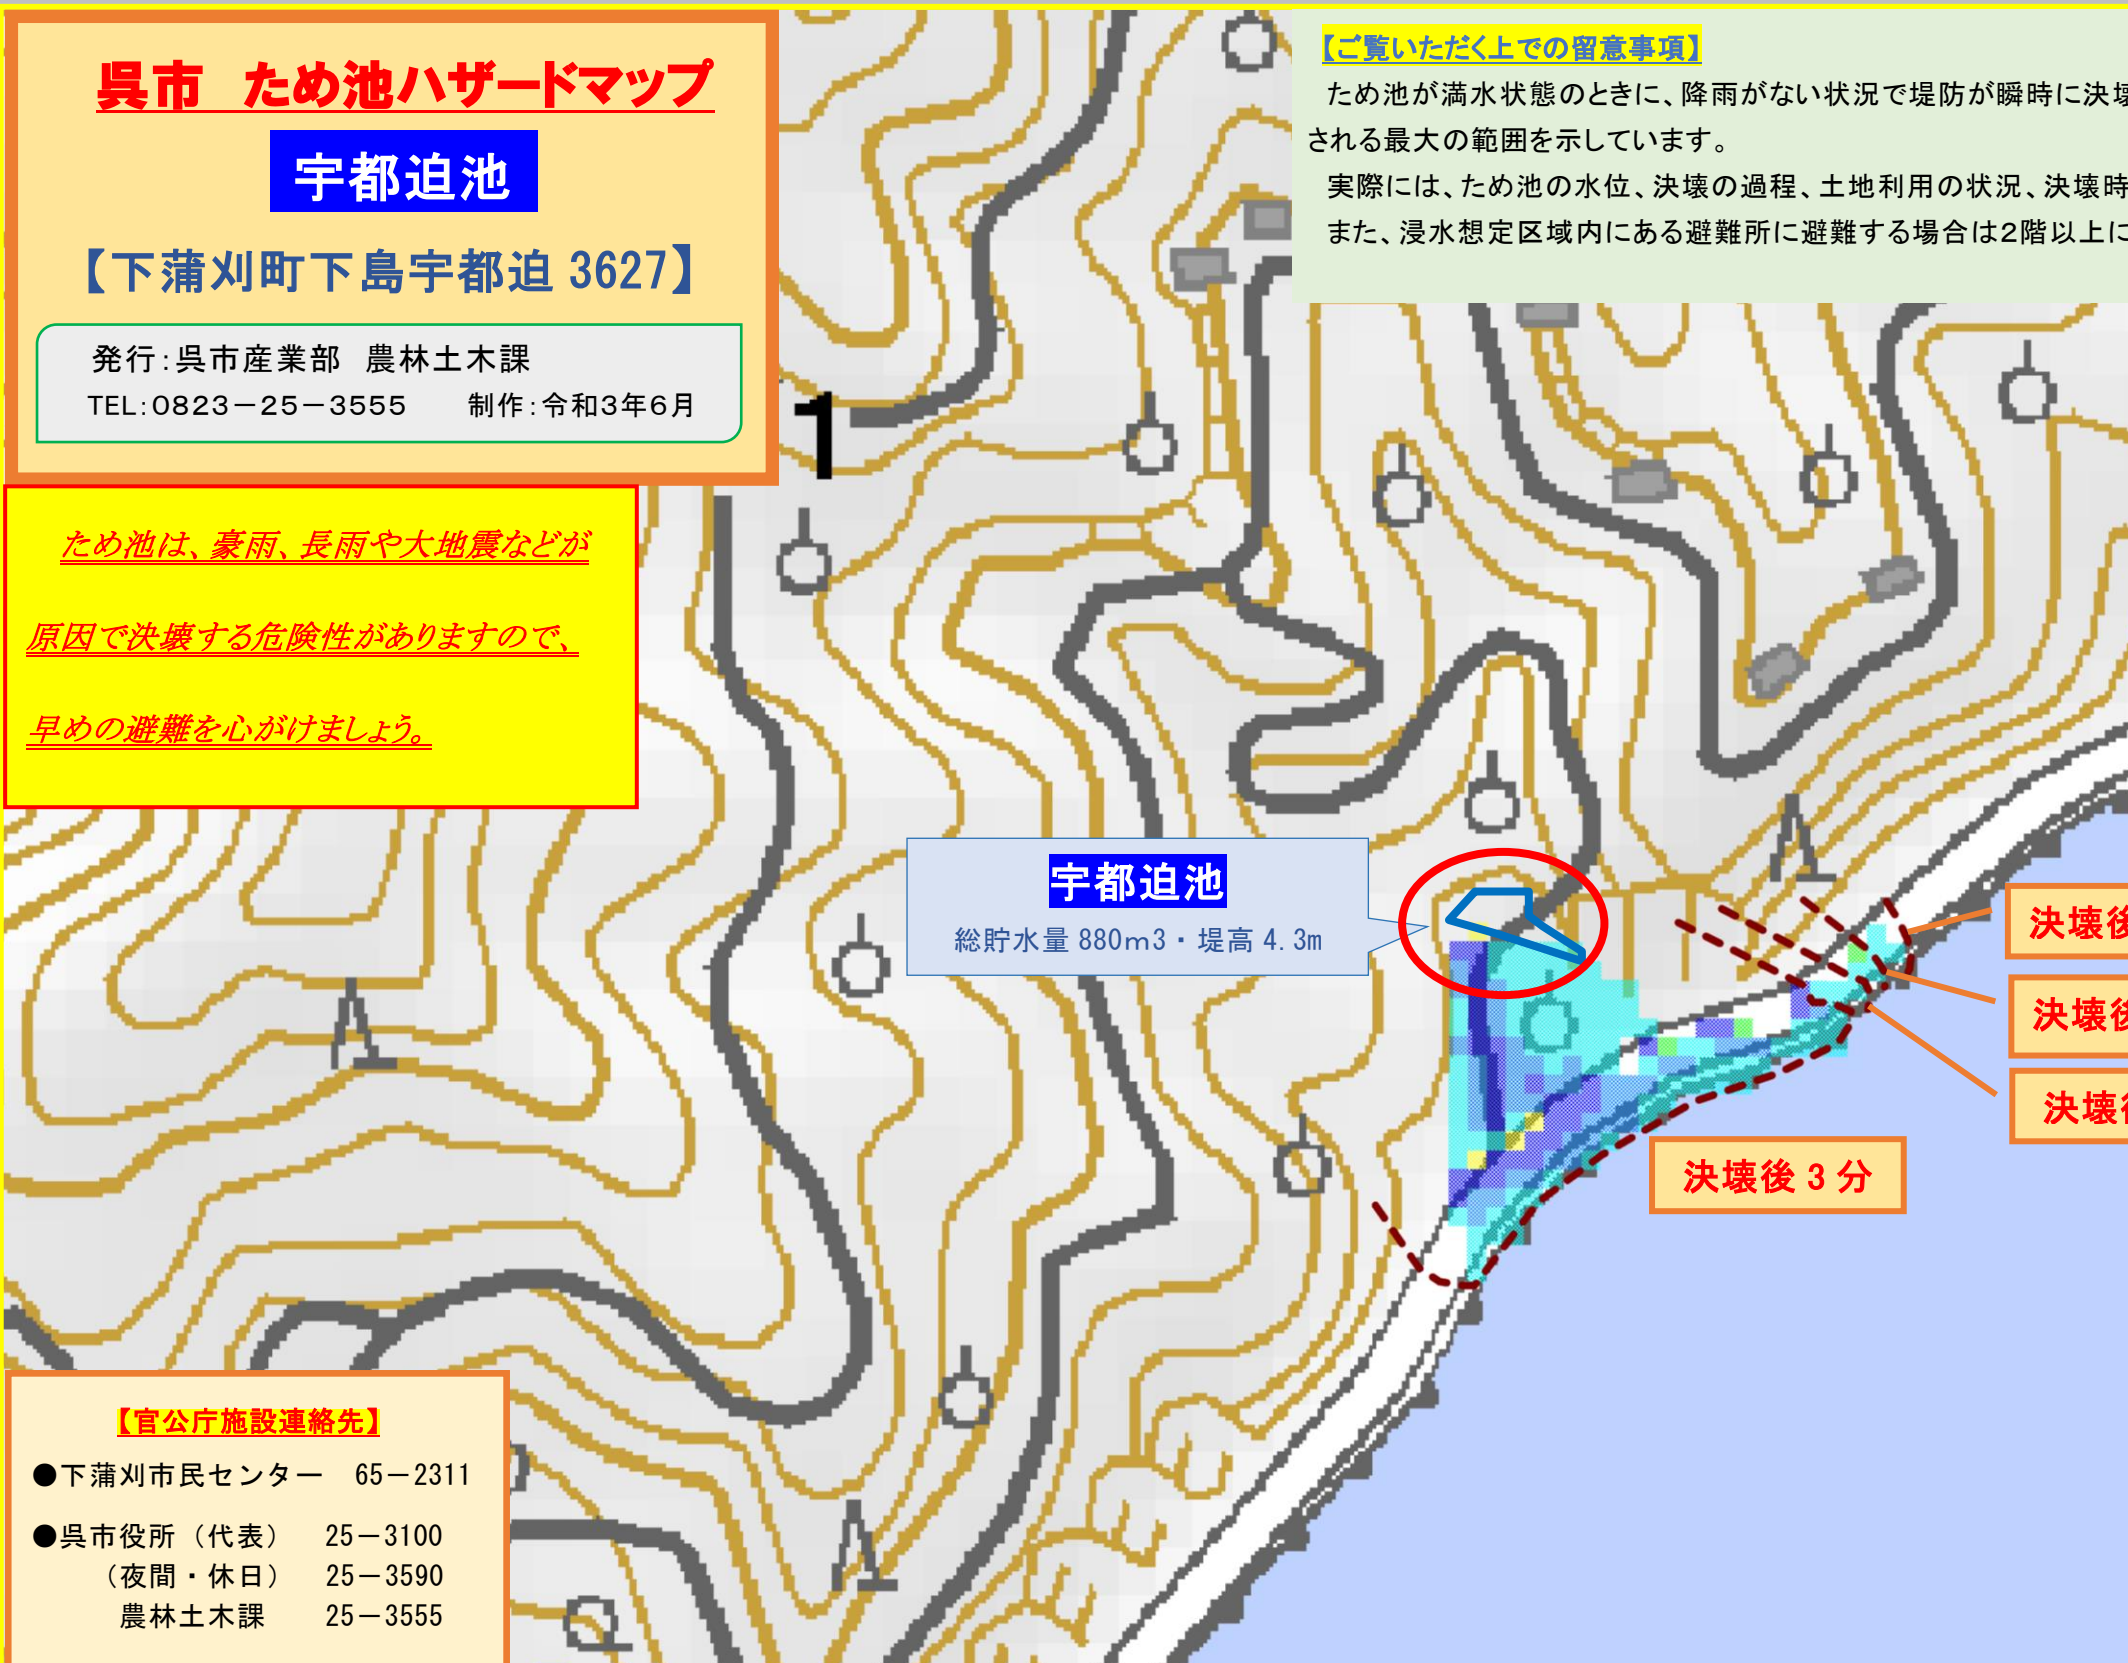 呉市　ため池ハザードマップ
宇都迫池
【下蒲刈町下島宇都迫 3627】
発行：呉市産業部　農林土木課
TEL：0823－25－3555　　制作：令和3年6月
ため池は、豪雨、長雨や大地震などが
原因で決壊する危険性がありますので、
早めの避難を心がけましょう。
【ご覧いただく上での留意事項】
ため池が満水状態のときに、降雨がない状況で堤防が瞬時に決壊
される最大の範囲を示しています。
実際には、ため池の水位、決壊の過程、土地利用の状況、決壊時
また、浸水想定区域内にある避難所に避難する場合は2階以上に
1
宇都迫池
総貯水量 880m3・堤高 4.3m
決壊後
決壊後
決壊後
決壊後 3 分
【官公庁施設連絡先】
●下蒲刈市民センター　65－2311
●呉市役所（代表）　25－3100
（夜間・休日）　25－3590
農林土木課　25－3555